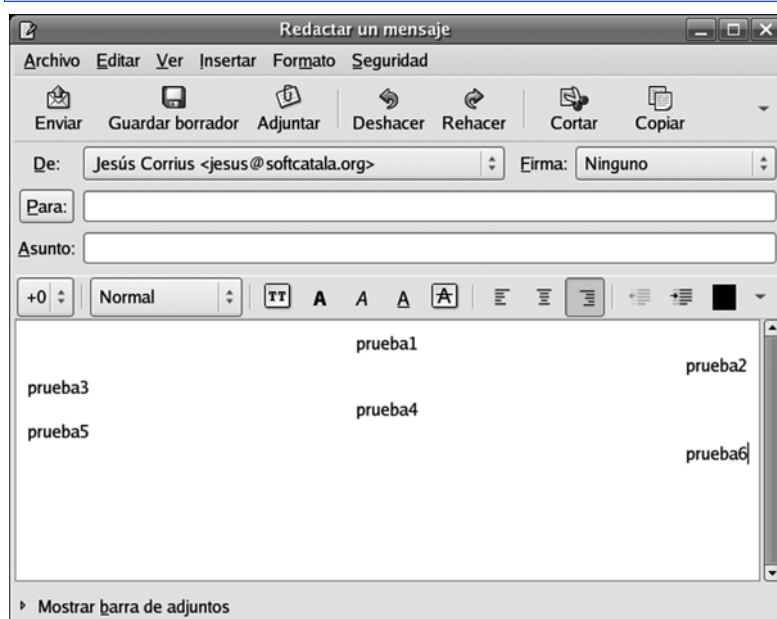 Redactar un mensaje
Archivo Editar Ver Insertar Formato Seguridad
Enviar Guardar borrador Adjuntar Deshacer Rehacer Cortar Copiar
De: Jesús Corrius <jesus@softcatala.org> Firma: Ninguno
Para:
Asunto:
+0 Normal TT A A A A
prueba1
prueba2
prueba3
prueba4
prueba5
prueba6
Mostrar barra de adjuntos